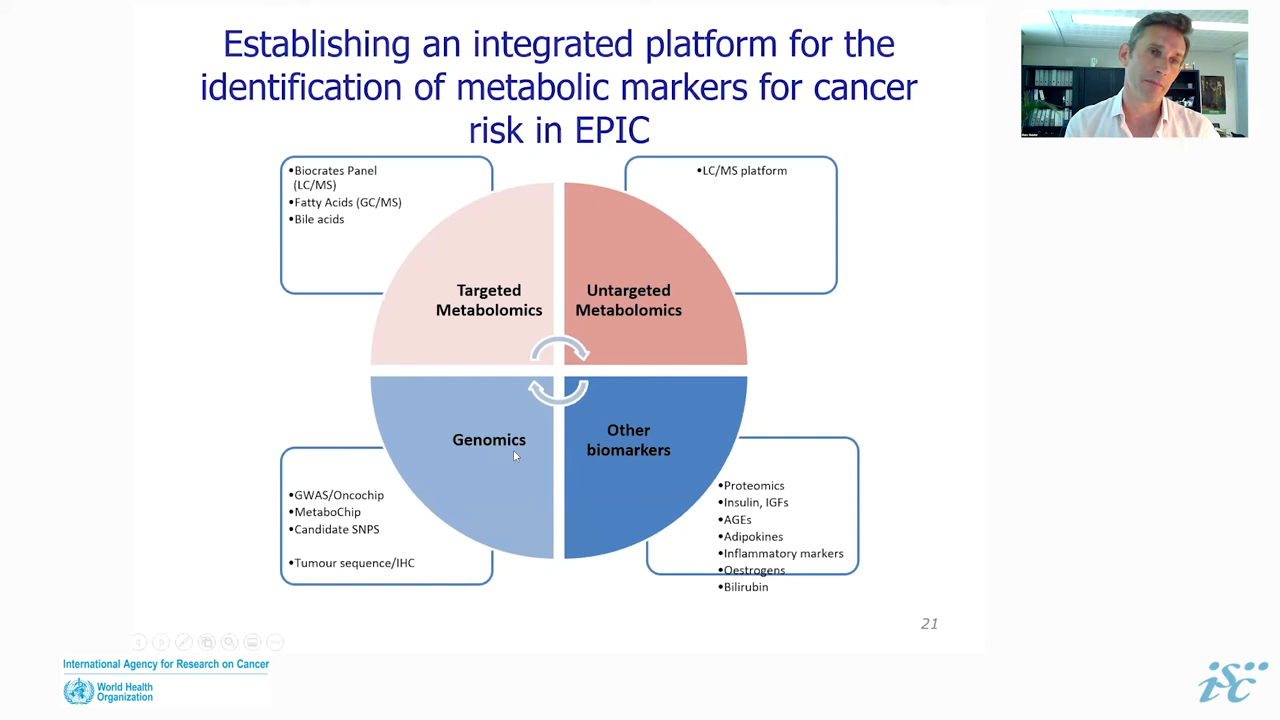 Establishing an integrated platform for the
identification of metabolic markers for cancer
risk in EPIC
•Biocrates Panel
(LC/MS)
•Fatty Acids (GC/MS)
•Bile acids
•LC/MS platform
Targeted
Metabolomics
Untargeted
Metabolomics
Genomics
Other
biomarkers
•GWAS/Oncochip
•MetaboChip
•Candidate SNPS
•Tumour sequence/IHC
•Proteomics
•Insulin, IGFs
•AGEs
•Adipokines
•Inflammatory markers
•Oestrogens
•Bilirubin
21
International Agency for Research on Cancer
World Health
Organization
isc